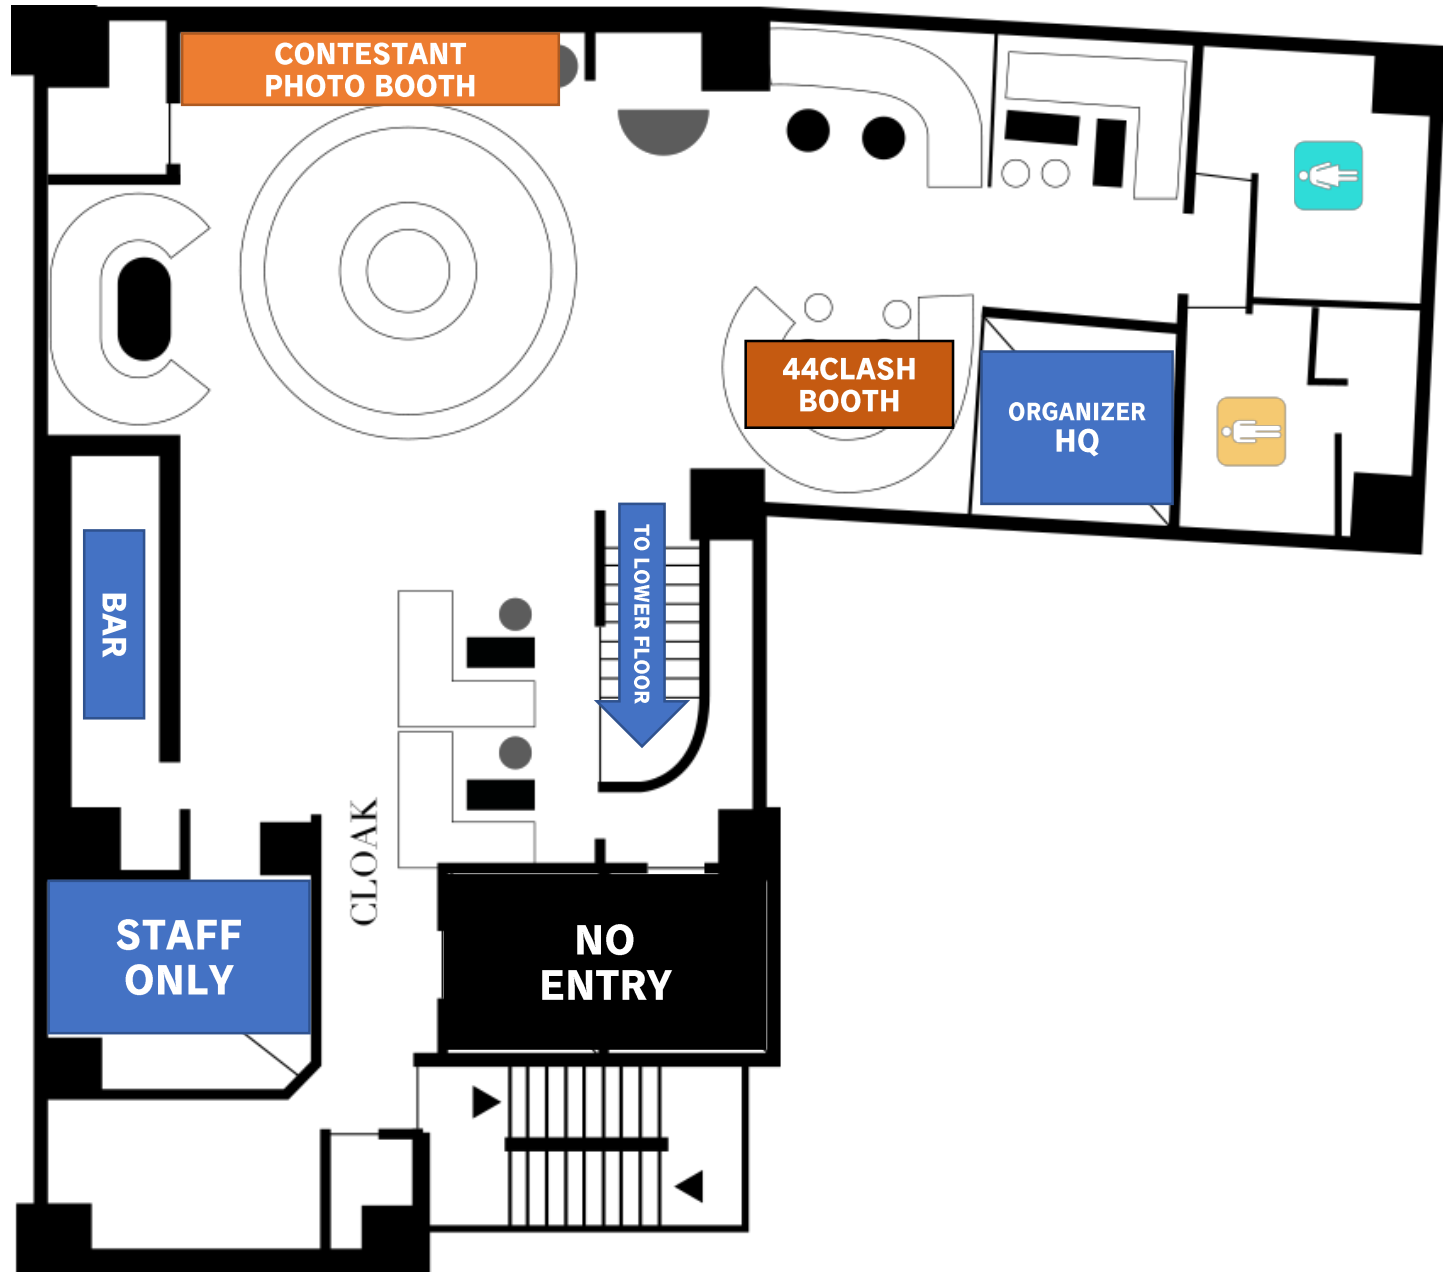 CONTESTANT
PHOTO BOOTH
44CLASH
BOOTH
ORGANIZER
HQ
TO LOWER FLOOR
BAR
CLOAK
STAFF
ONLY
NO
ENTRY